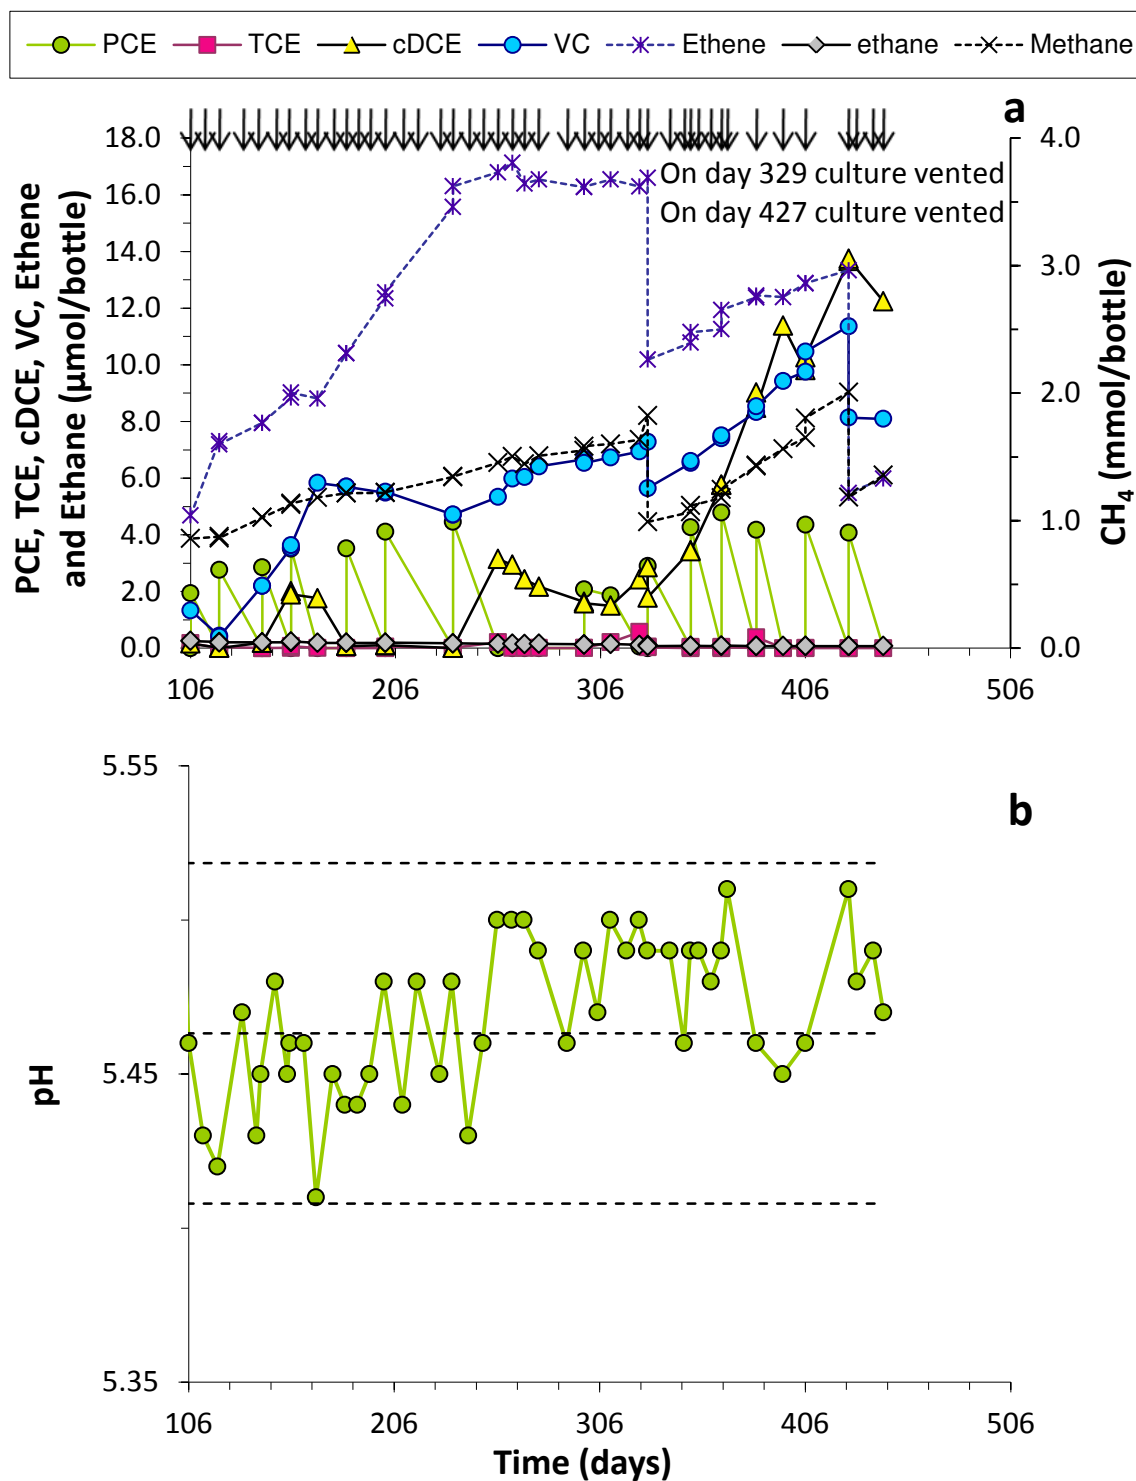 PCE TCE cDCE VC Ethene ethane Methane
a
18.0
16.0
14.0
12.0
10.0
8.0
6.0
4.0
2.0
0.0
PCE, TCE, cDCE, VC, Ethene
and Ethane (µmol/bottle)
On day 329 culture vented
On day 427 culture vented
4.0
3.0
2.0
1.0
0.0
CH4 (mmol/bottle)
106 206 306 406 506
b
5.55
5.45
5.35
pH
106 206 306 406 506
Time (days)